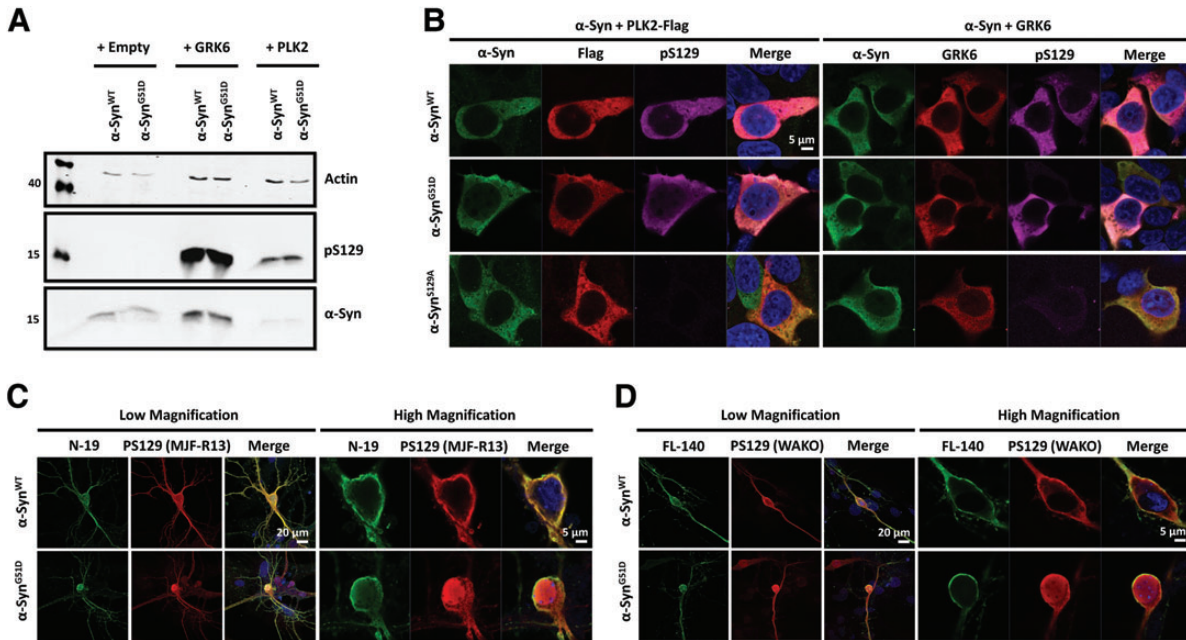 A
+ Empty + GRK6 + PLK2
α-Syn^WT α-Syn^G51D α-Syn^WT α-Syn^G51D α-Syn^WT α-Syn^G51D
40 Actin
15 pS129
15 α-Syn
B
α-Syn + PLK2-Flag α-Syn + GRK6
α-Syn Flag pS129 Merge α-Syn GRK6 pS129 Merge
α-Syn^WT
5 μm
α-Syn^G51D
α-Syn^S129A
C
Low Magnification High Magnification
N-19 PS129 (MJF-R13) Merge N-19 PS129 (MJF-R13) Merge
α-Syn^WT
20 μm 5 μm
α-Syn^G51D
D
Low Magnification High Magnification
FL-140 PS129 (WAKO) Merge FL-140 PS129 (WAKO) Merge
α-Syn^WT
20 μm 5 μm
α-Syn^G51D